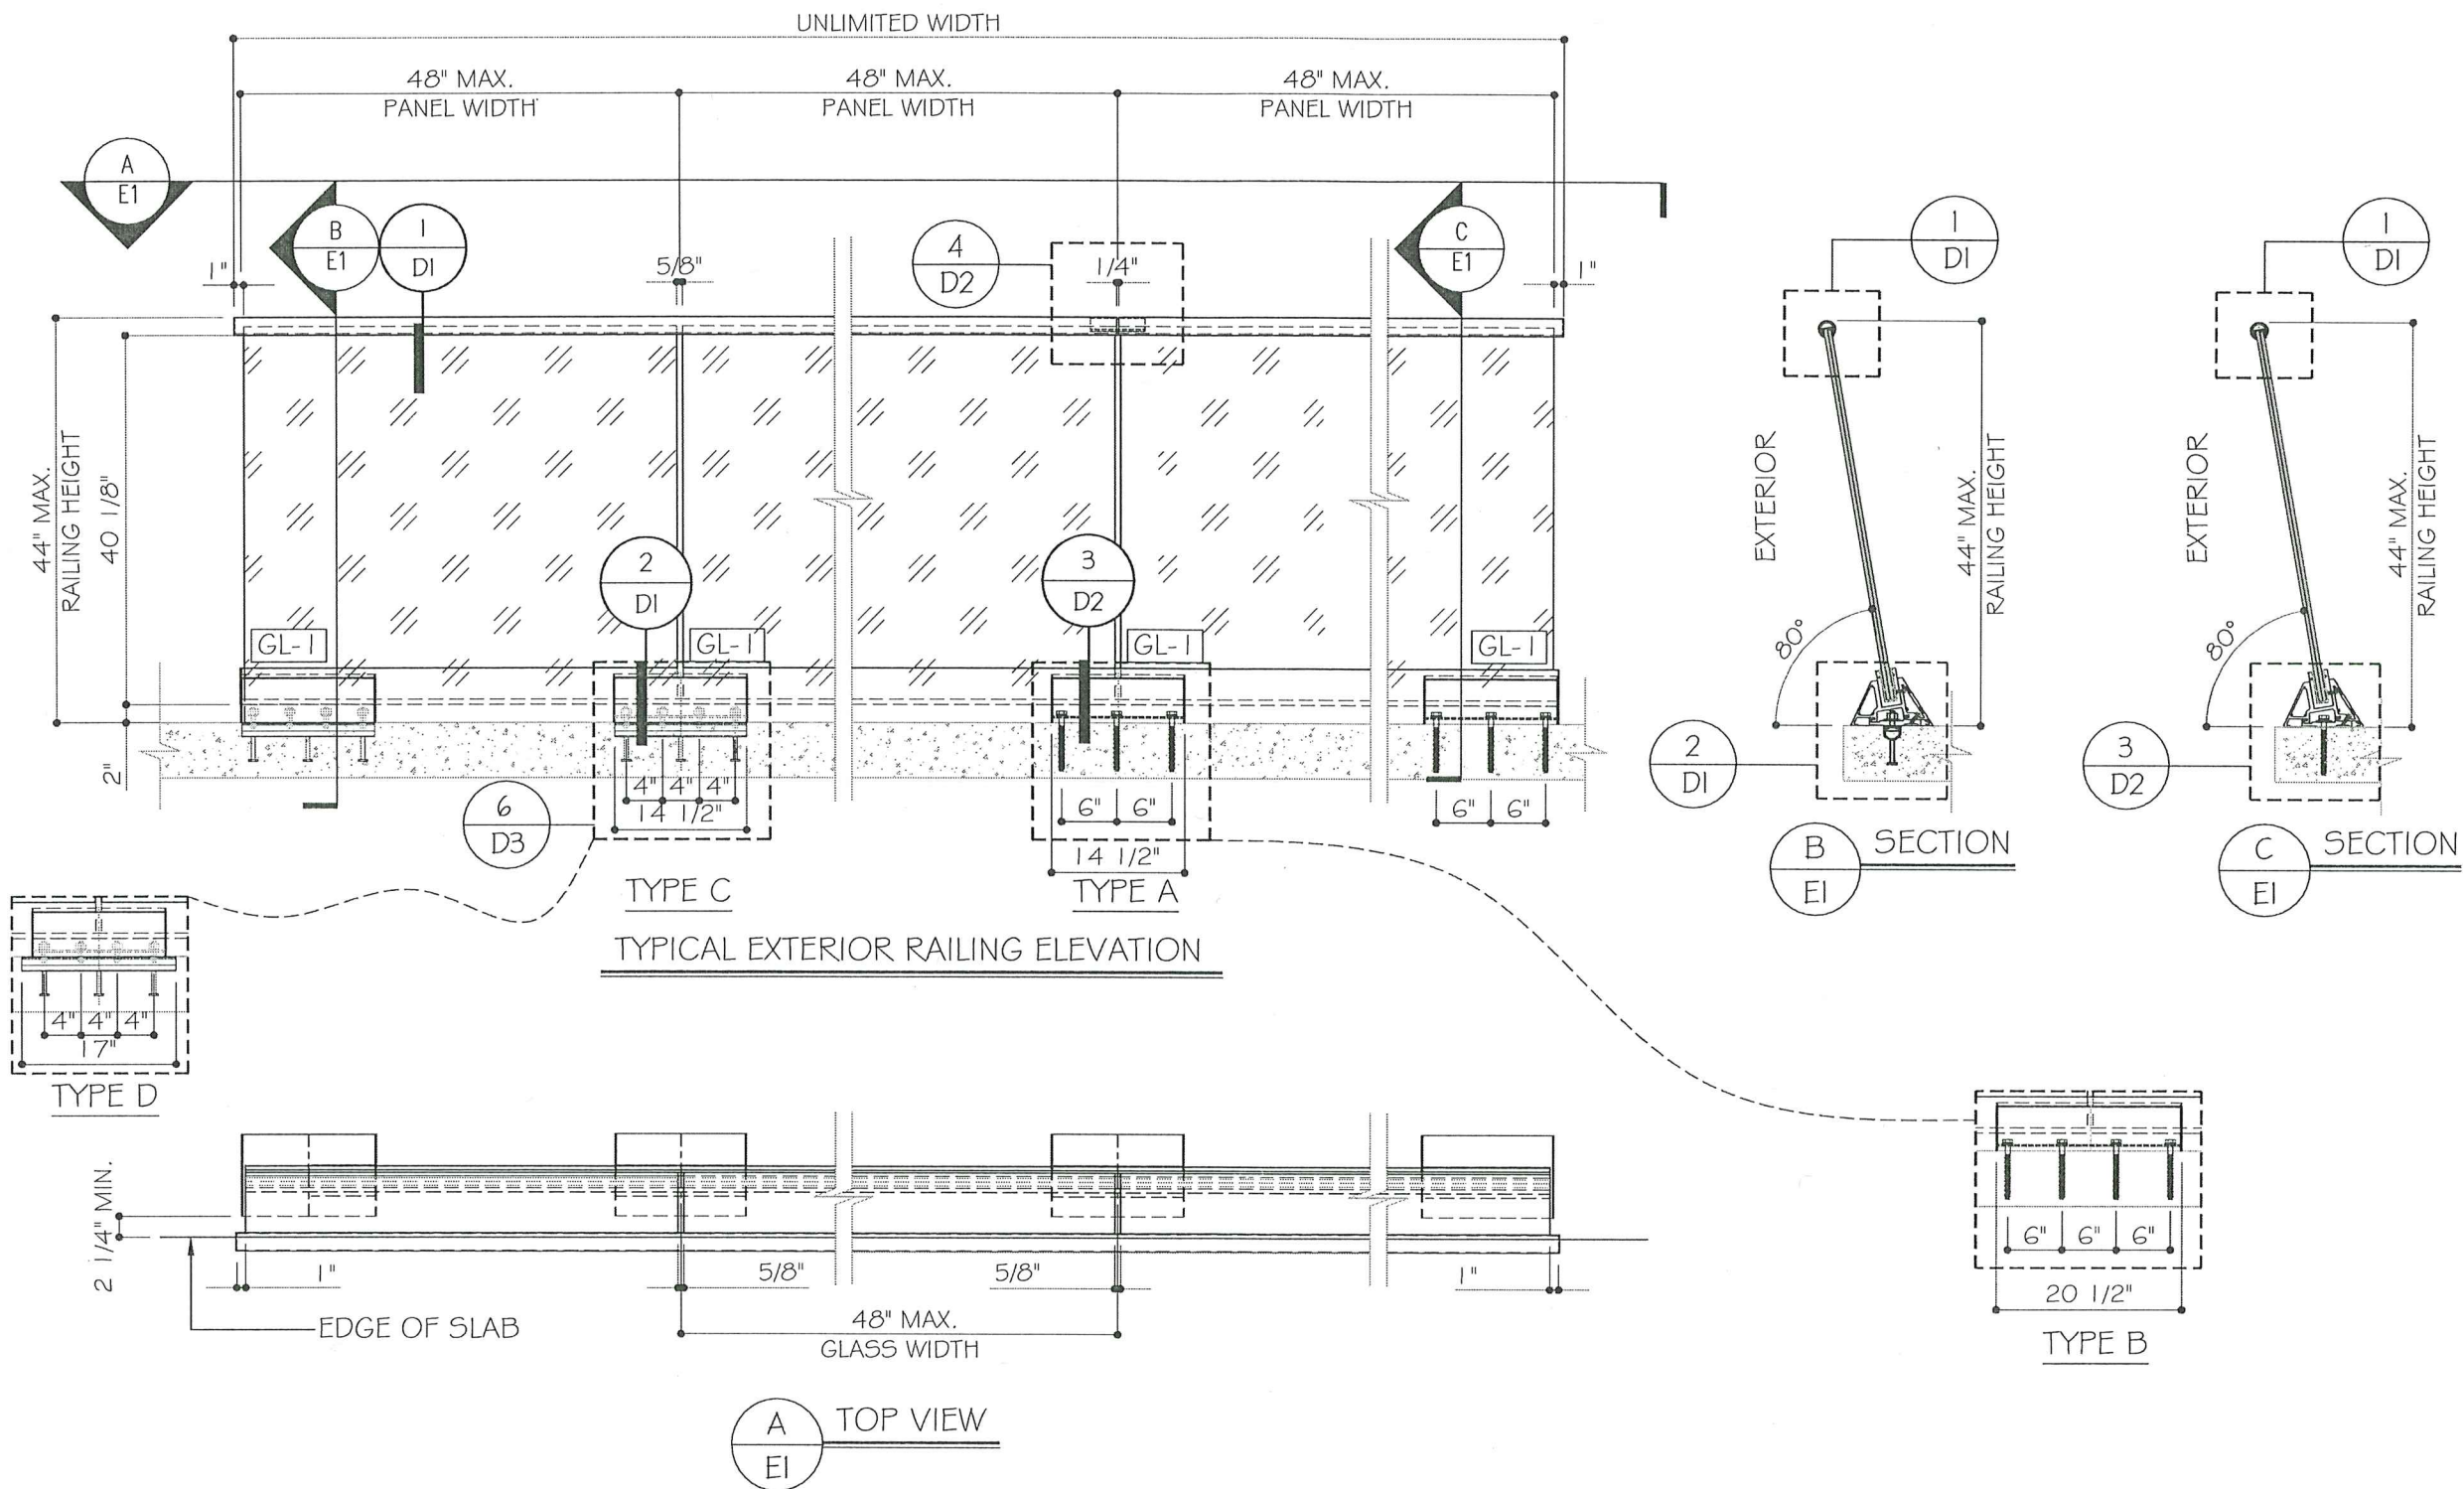 UNLIMITED WIDTH
48" MAX.
PANEL WIDTH
48" MAX.
PANEL WIDTH
48" MAX.
PANEL WIDTH
A
E1
B
E1
1
D1
4
D2
C
E1
1
D1
1
D1
1"
5/8"
1/4"
1"
44" MAX.
RAILING HEIGHT
40 1/8"
2"
EXTERIOR
44" MAX.
RAILING HEIGHT
80°
EXTERIOR
44" MAX.
RAILING HEIGHT
80°
2
D1
3
D2
GL-1
GL-1
GL-1
GL-1
4"
4"
4"
14 1/2"
6
D3
6"
6"
14 1/2"
6"
6"
2
D1
3
D2
B
E1
SECTION
C
E1
SECTION
TYPE C
TYPE A
TYPICAL EXTERIOR RAILING ELEVATION
4"
4"
4"
17"
TYPE D
2 1/4" MIN.
1"
5/8"
5/8"
1"
EDGE OF SLAB
48" MAX.
GLASS WIDTH
6"
6"
6"
20 1/2"
TYPE B
A
E1
TOP VIEW